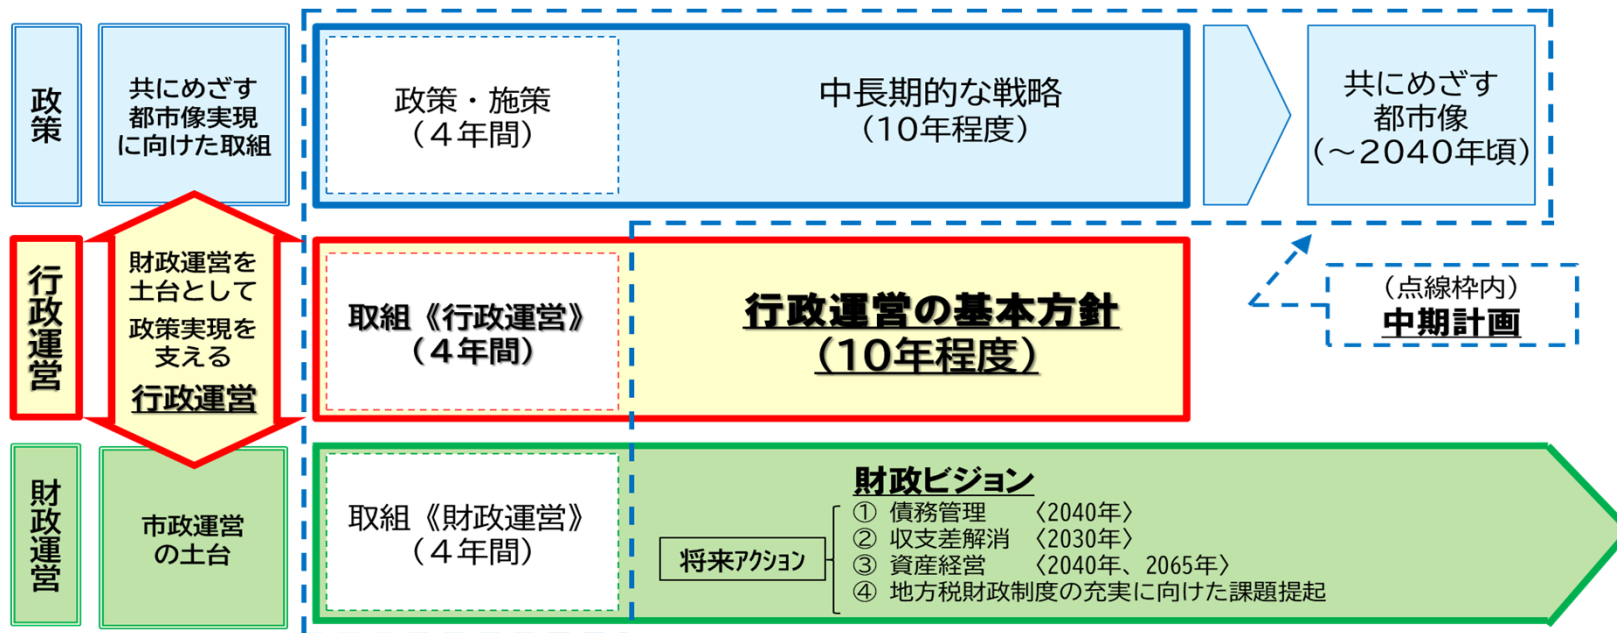 政策
共にめざす
都市像実現
に向けた取組
政策・施策
（４年間）
中長期的な戦略
（10年程度）
共にめざす
都市像
（～2040年頃）
行政運営
財政運営を
土台として
政策実現を
支える
行政運営
取組《行政運営》
（４年間）
行政運営の基本方針
（10年程度）
（点線枠内）
中期計画
財政運営
市政運営
の土台
取組《財政運営》
（４年間）
財政ビジョン
将来アクション
① 債務管理 〈2040年〉
② 収支差解消 〈2030年〉
③ 資産経営 〈2040年、2065年〉
④ 地方税財政制度の充実に向けた課題提起